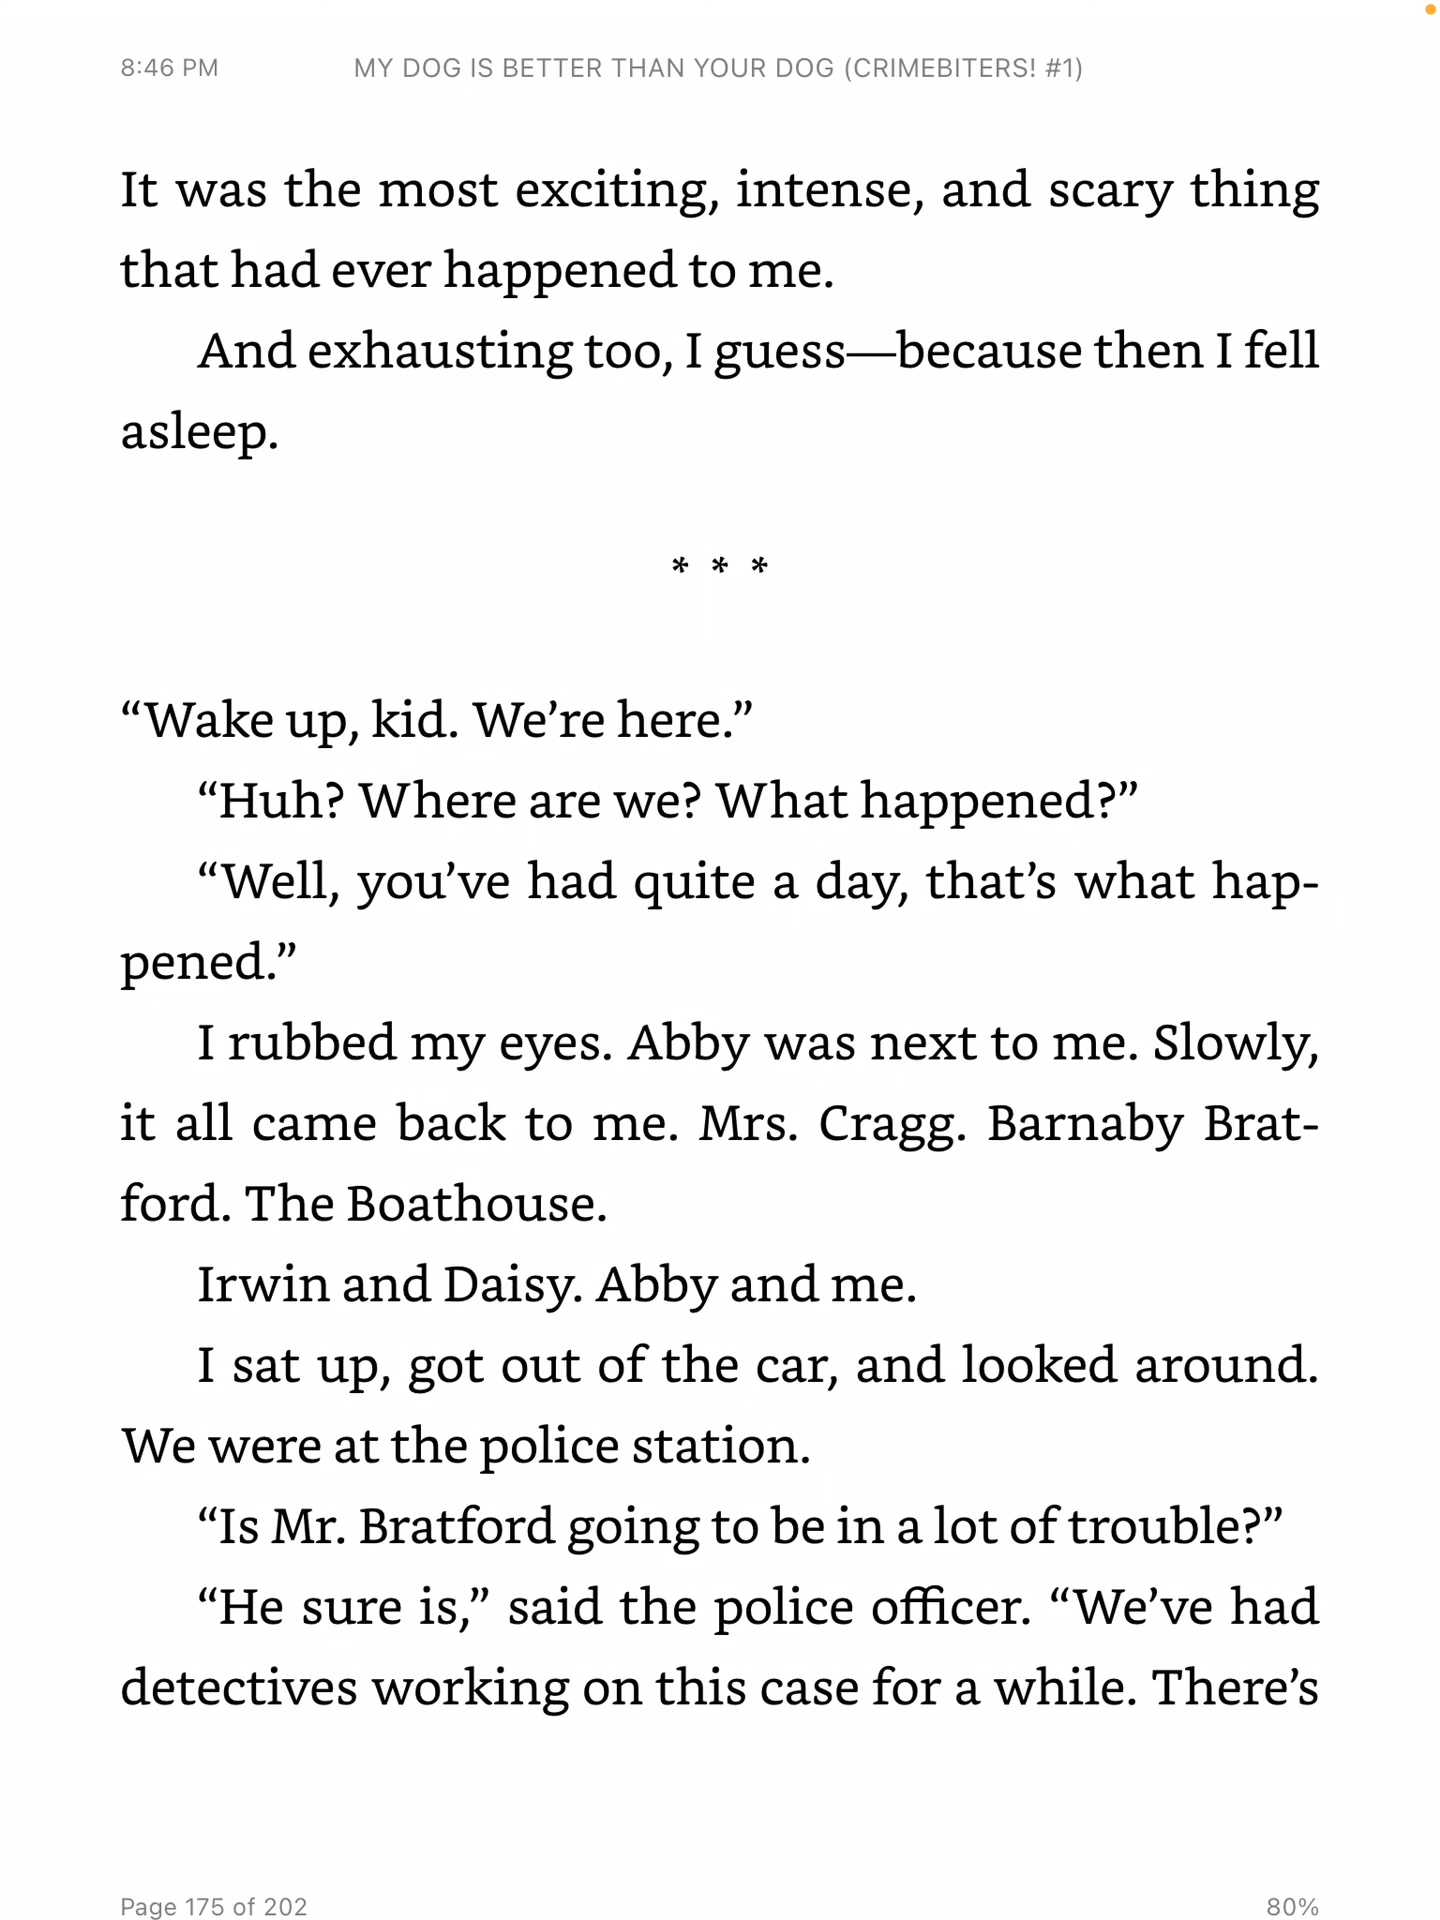 8:46 PM
MY DOG IS BETTER THAN YOUR DOG (CRIMEBITERS! #1)
It was the most exciting, intense, and scary thing
that had ever happened to me.
And exhausting too, I guess—because then I fell
asleep.
* * *
“Wake up, kid. We’re here.”
“Huh? Where are we? What happened?”
“Well, you’ve had quite a day, that’s what hap-
pened.”
I rubbed my eyes. Abby was next to me. Slowly,
it all came back to me. Mrs. Cragg. Barnaby Brat-
ford. The Boathouse.
Irwin and Daisy. Abby and me.
I sat up, got out of the car, and looked around.
We were at the police station.
“Is Mr. Bratford going to be in a lot of trouble?”
“He sure is,” said the police officer. “We’ve had
detectives working on this case for a while. There’s
Page 175 of 202
80%